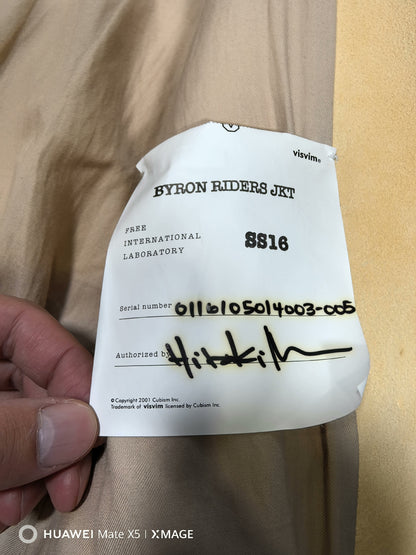 visvim®
BYRON RIDERS JKT
FREE
INTERNATIONAL
LABORATORY
SS16
Serial number 0116105014003-005
Authorized by
© Copyright 2001 Cubism Inc.
Trademark of visvim licensed by Cubism Inc.
HUAWEI Mate X5 | XMAGE